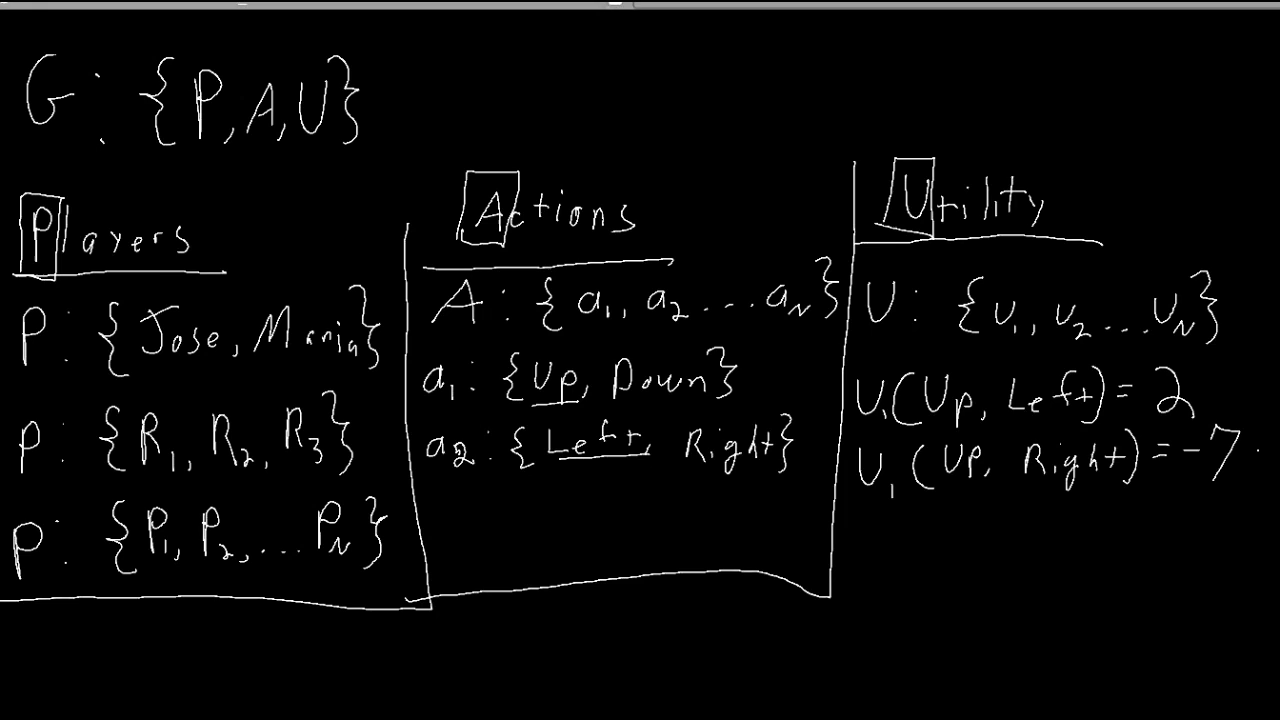 G: {P, A, U}
Players
P: {Jose, Maria}
P: {R1, R2, R3}
P: {P1, P2, ... PN}
Actions
A: {a1, a2 ... aN}
a1: {Up, Down}
a2: {Left, Right}
Utility
U: {U1, U2 ... UN}
U1(Up, Left) = 2
U1(UP, Right) = -7